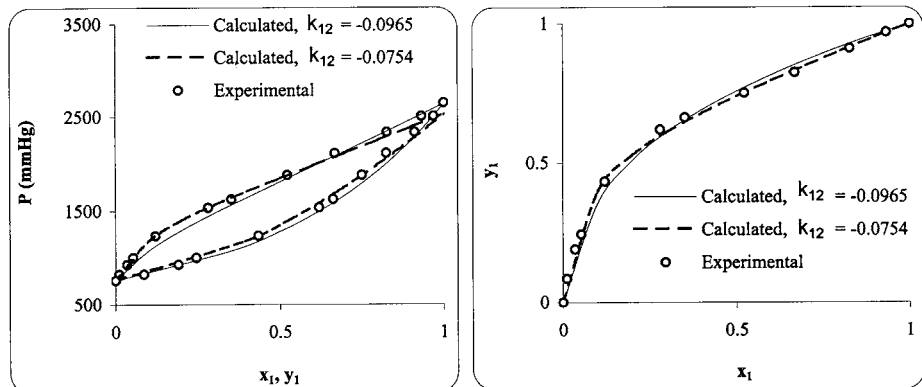 3500
2500
1500
500
P (mmHg)
Calculated, k12 = -0.0965
Calculated, k12 = -0.0754
Experimental
0
0.5
1
x1, y1
1
0.5
0
y1
Calculated, k12 = -0.0965
Calculated, k12 = -0.0754
Experimental
0
0.5
1
x1